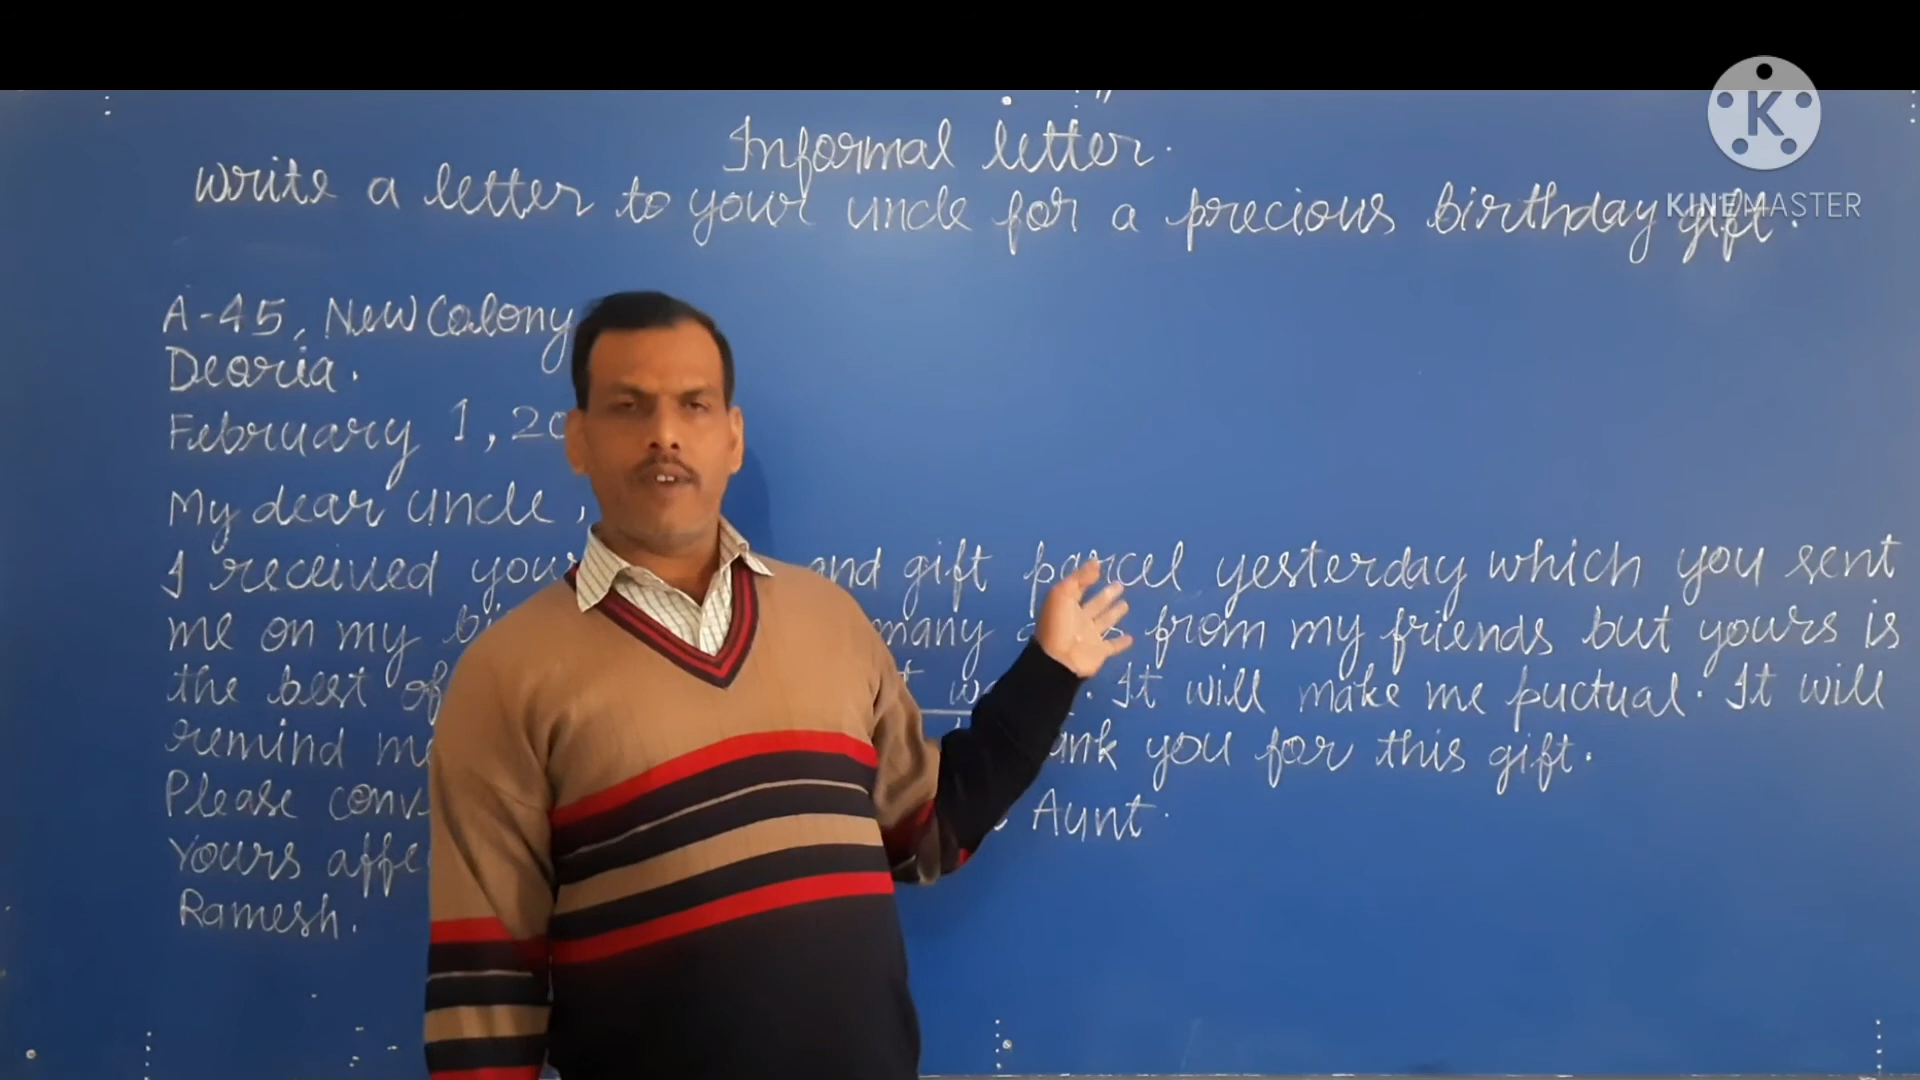 Informal letter.
Write a letter to your uncle for a precious birthday gift.
KINEMASTER
A-45, New Colony
Deoria.
February 1, 20
My dear uncle,
I received your and gift parcel yesterday which you sent
me on my many from my friends but yours is
the best of It will make me puctual. It will
remind me you for this gift.
Please Aunt.
Yours
Ramesh.